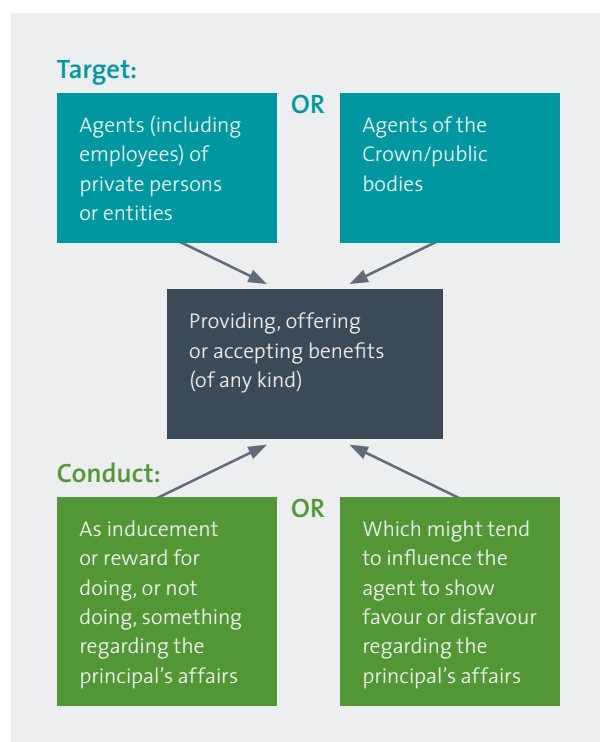 Target:
Agents (including
employees) of
private persons
or entities
OR
Agents of the
Crown/public
bodies
Providing, offering
or accepting benefits
(of any kind)
Conduct:
As inducement
or reward for
doing, or not
doing, something
regarding the
principal’s affairs
OR
Which might tend
to influence the
agent to show
favour or disfavour
regarding the
principal’s affairs